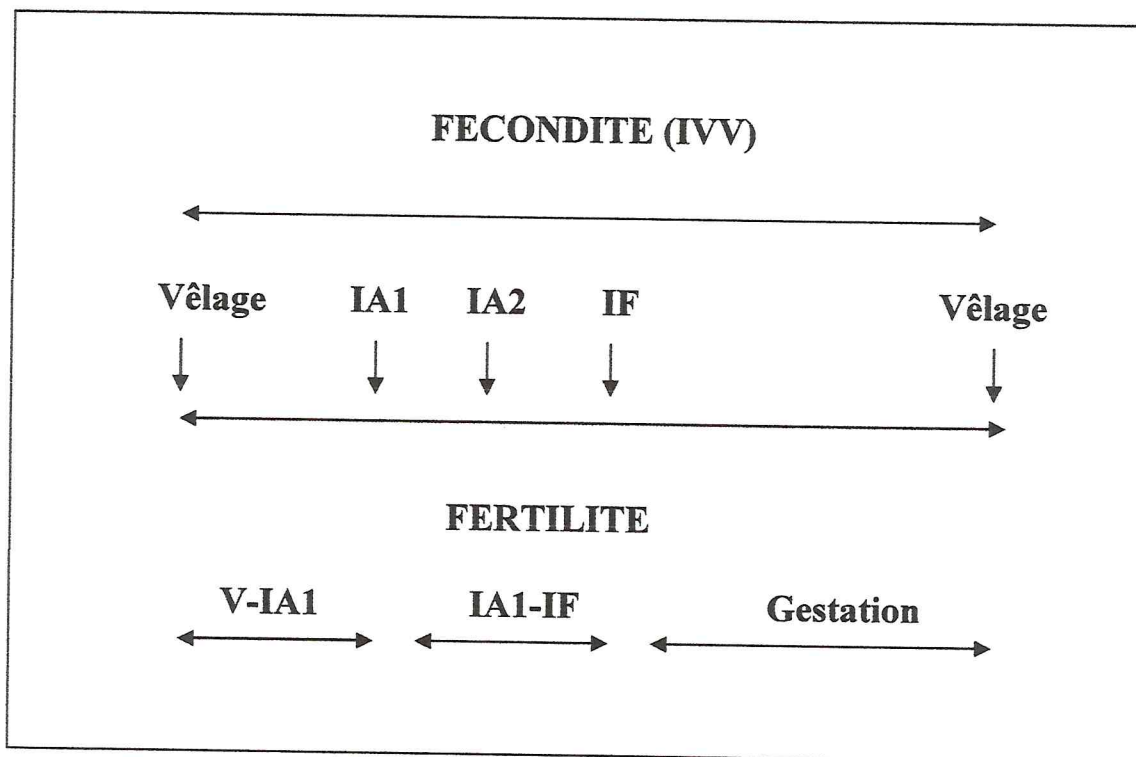 FECONDITE (IVV)
Vêlage IA1 IA2 IF Vêlage
FERTILITE
V-IA1 IA1-IF Gestation